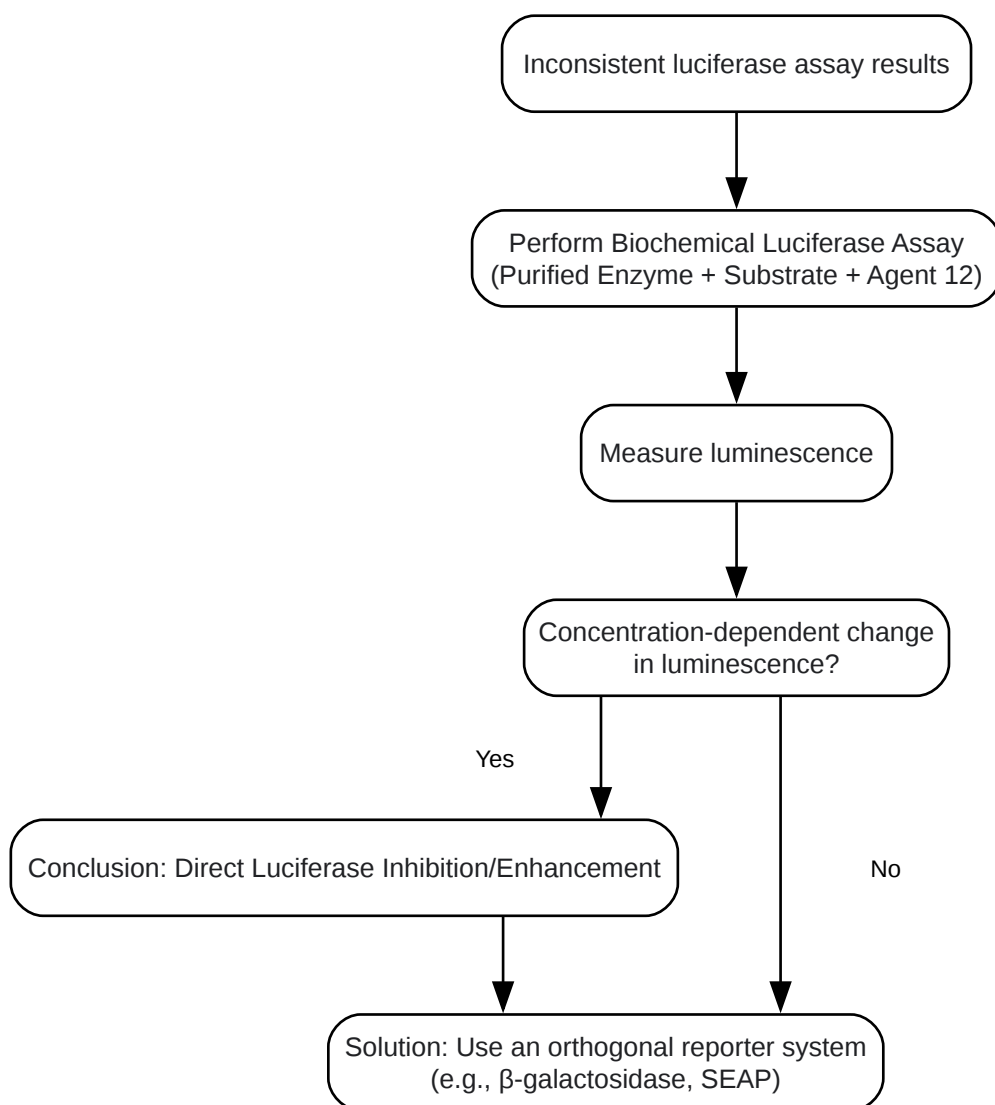 Inconsistent luciferase assay results
Perform Biochemical Luciferase Assay
(Purified Enzyme + Substrate + Agent 12)
Measure luminescence
Concentration-dependent change
in luminescence?
Yes
Conclusion: Direct Luciferase Inhibition/Enhancement
No
Solution: Use an orthogonal reporter system
(e.g., β-galactosidase, SEAP)